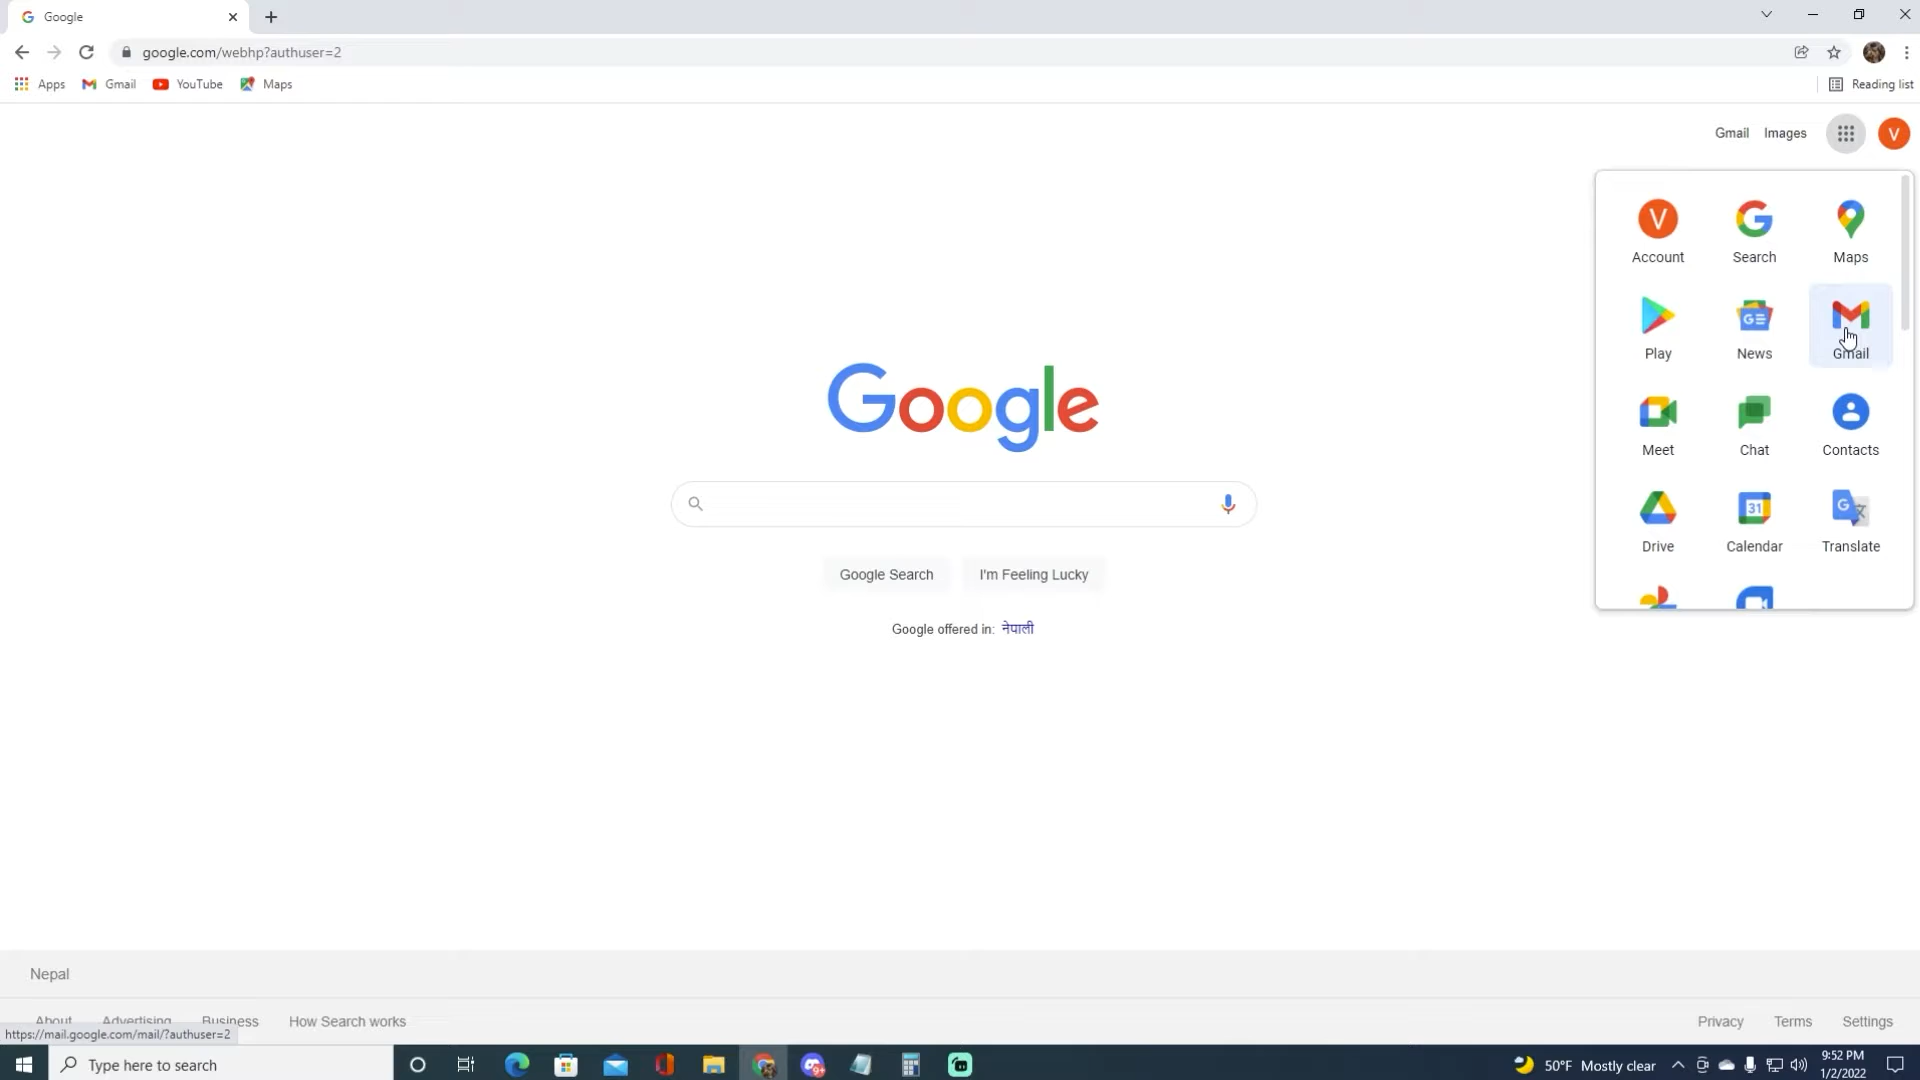 Google
google.com/webhp?authuser=2
Apps Gmail YouTube Maps
Reading list
Gmail Images V
V
Account Search Maps
Play News Gmail
Meet Chat Contacts
31
Drive Calendar Translate
Google
Google Search I'm Feeling Lucky
Google offered in: नेपाली
Nepal
About Advertising Business How Search works
Privacy Terms Settings
https://mail.google.com/mail/?authuser=2
Type here to search
50°F Mostly clear
9:52 PM
1/2/2022